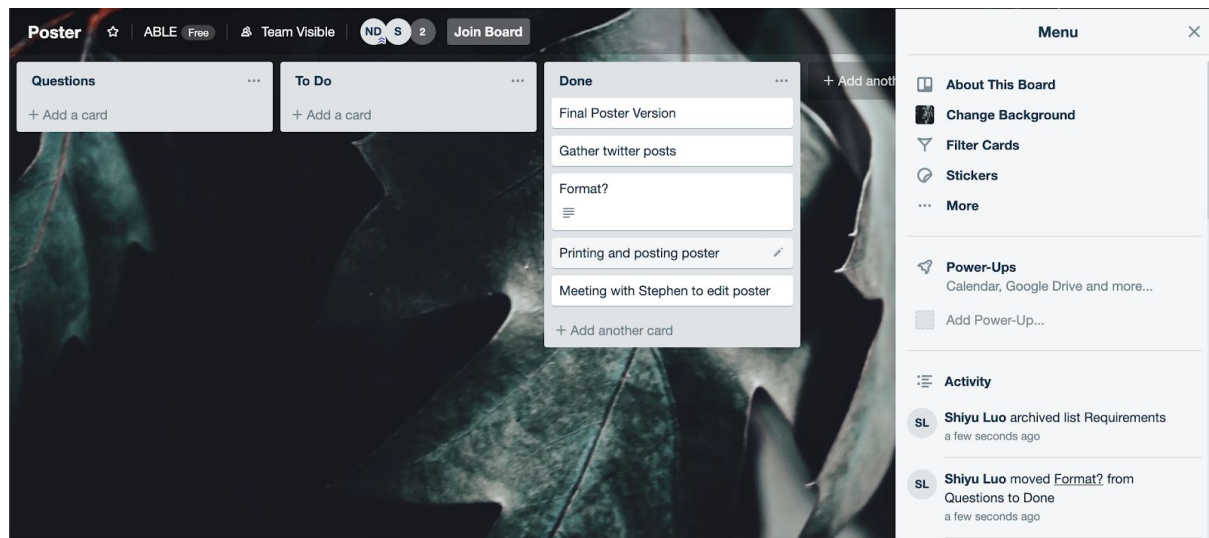 Poster ABLE Free Team Visible ND S 2 Join Board
Questions
+ Add a card
To Do
+ Add a card
Done
Final Poster Version
Gather twitter posts
Format?
Printing and posting poster
Meeting with Stephen to edit poster
+ Add another card
+ Add anoth
Menu
About This Board
Change Background
Filter Cards
Stickers
More
Power-Ups
Calendar, Google Drive and more...
Add Power-Up...
Activity
SL Shiyu Luo archived list Requirements
a few seconds ago
SL Shiyu Luo moved Format? from
Questions to Done
a few seconds ago